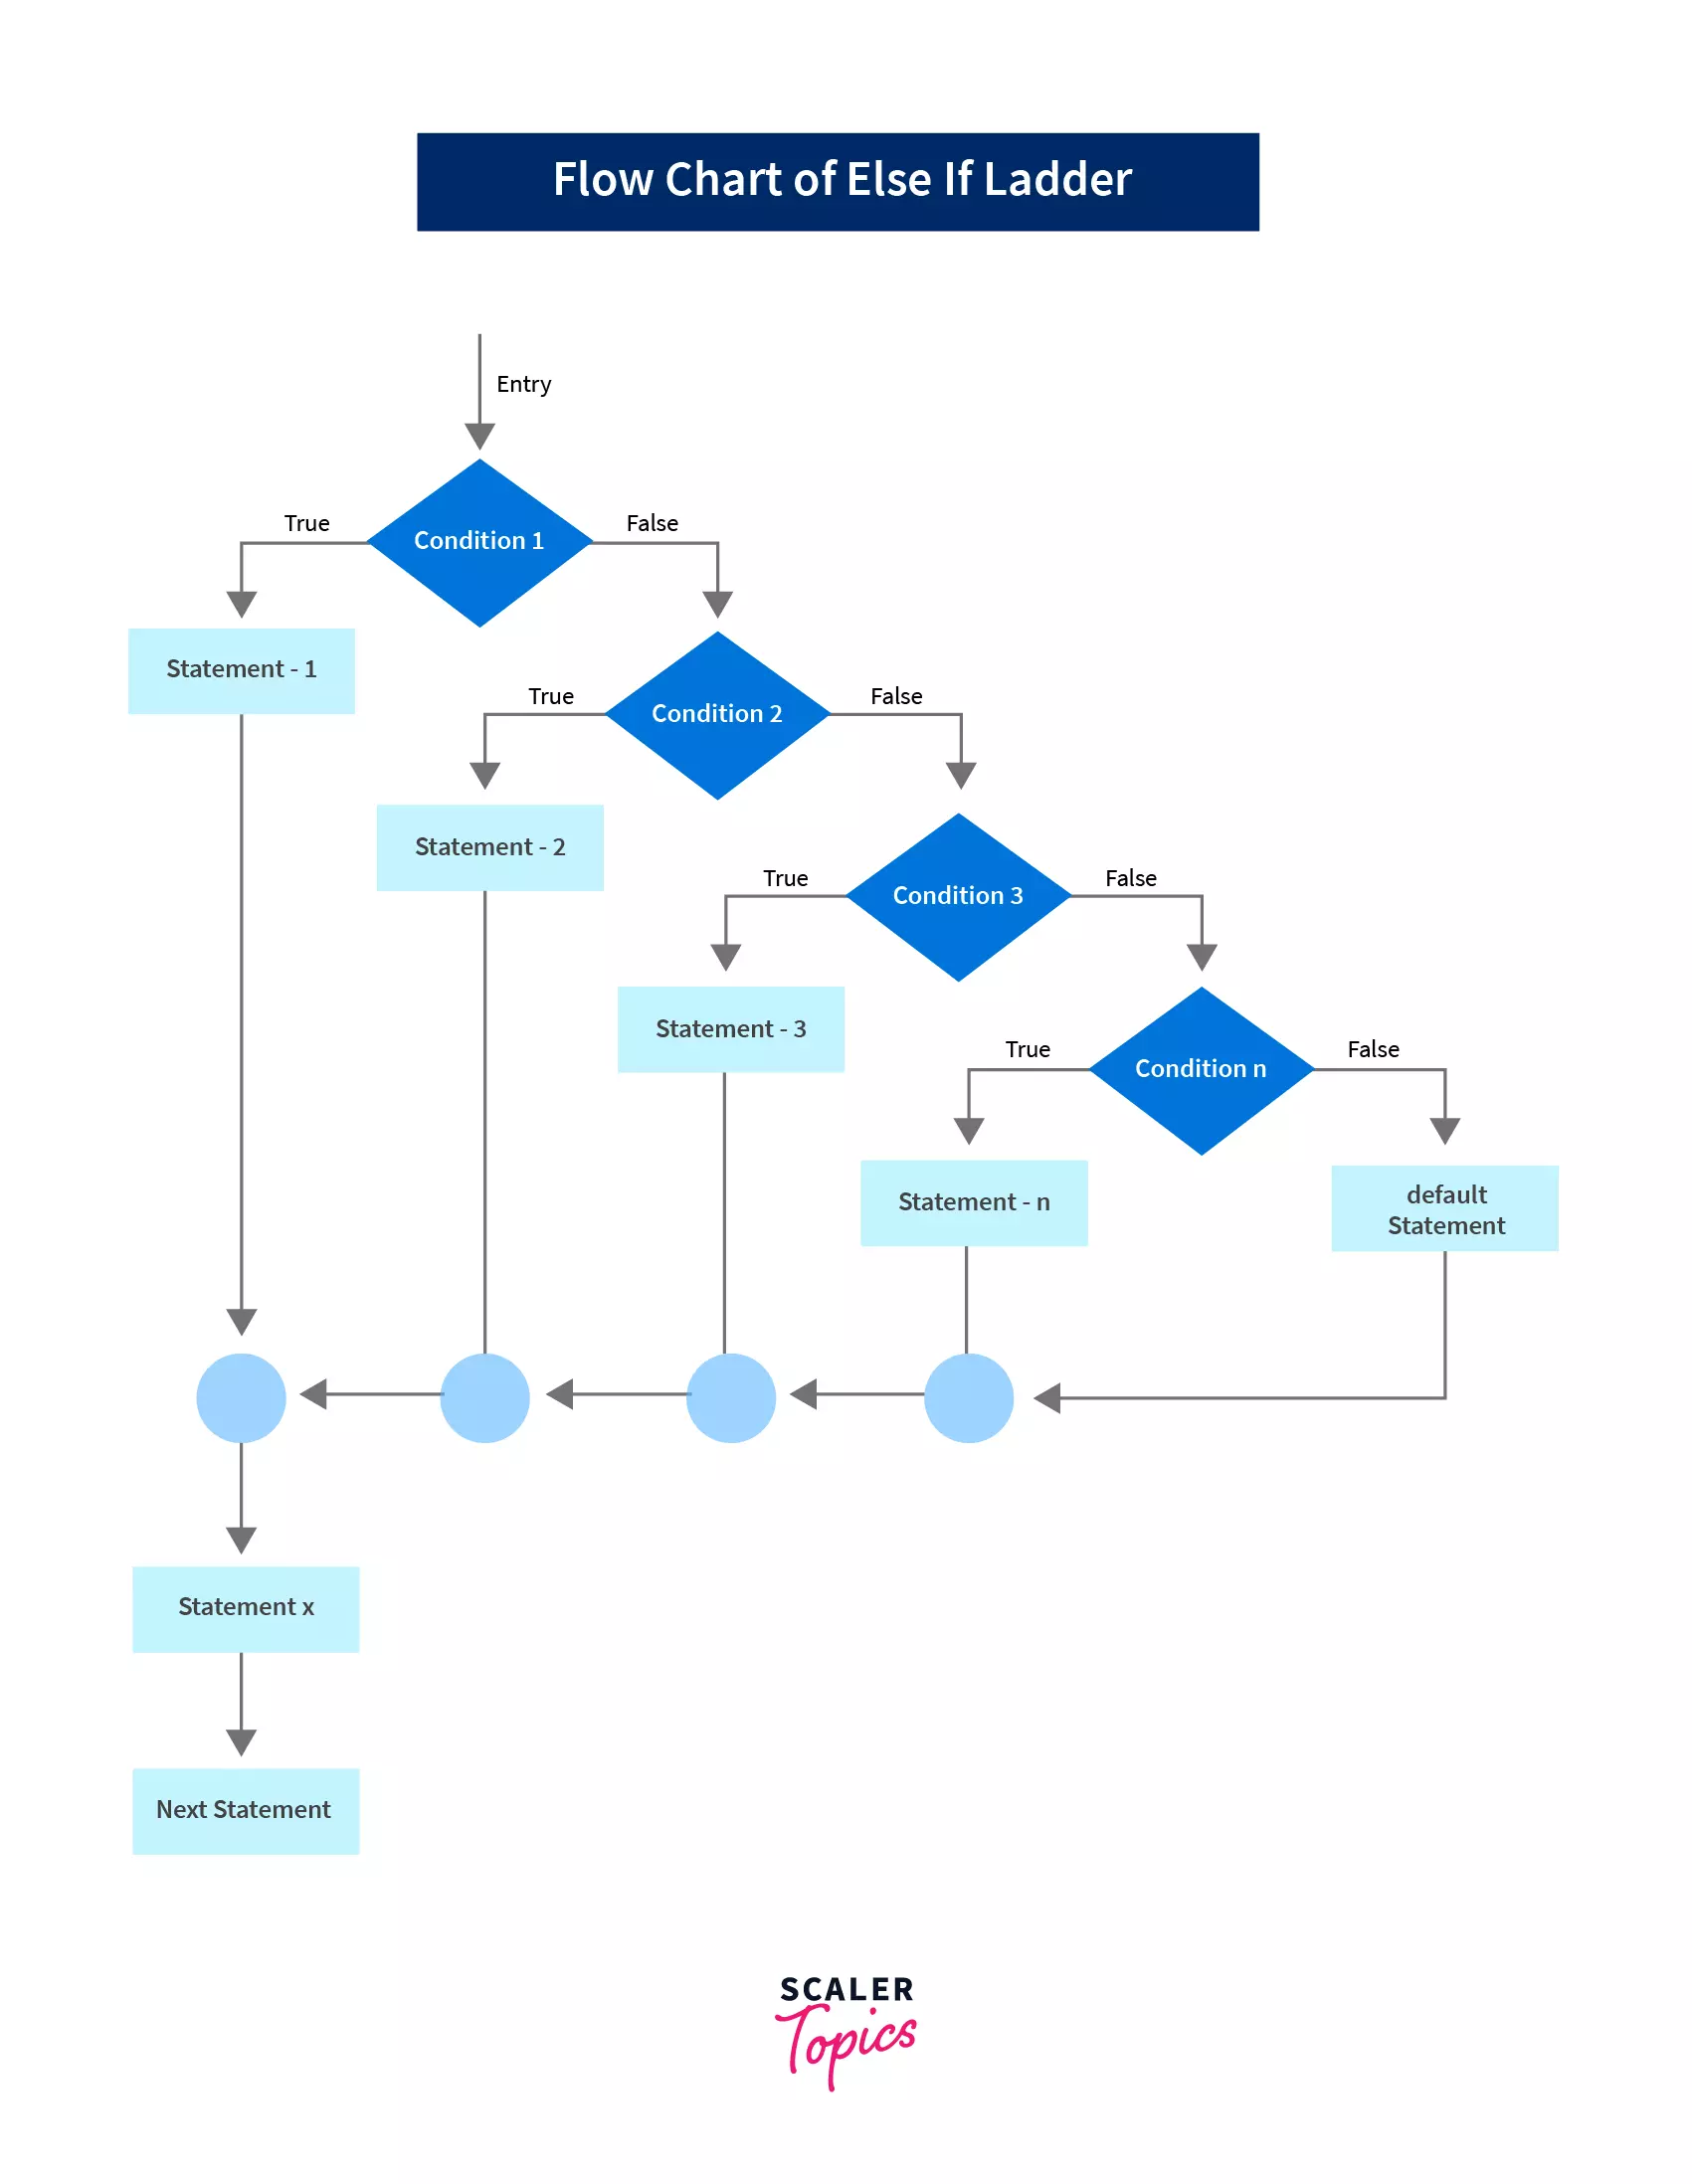 Flow Chart of Else If Ladder
Entry
True
False
Condition 1
Statement - 1
True
False
Condition 2
Statement - 2
True
False
Condition 3
Statement - 3
True
False
Condition n
Statement - n
default
Statement
Statement x
Next Statement
SCALER
Topics